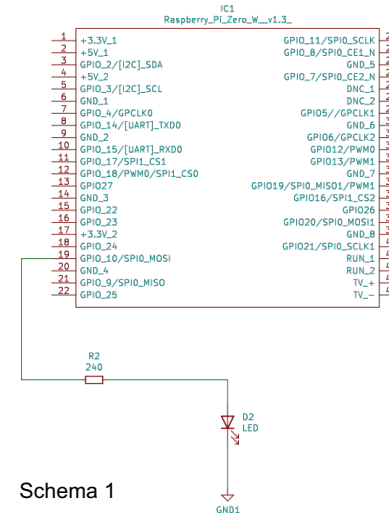 IC1
Raspberry_Pi_Zero_W__v1.3_
1 +3.3V_1
2 +5V_1
3 GPIO_2/[I2C]_SDA
4 +5V_2
5 GPIO_3/[I2C]_SCL
6 GND_1
7 GPIO_4/GPCLK0
8 GPIO_14/[UART]_TXD0
9 GND_2
10 GPIO_15/[UART]_RXD0
11 GPIO_17/SPI1_CS1
12 GPIO_18/PWM0/SPI1_CS0
13 GPIO27
14 GND_3
15 GPIO_22
16 GPIO_23
17 +3.3V_2
18 GPIO_24
19 GPIO_10/SPI0_MOSI
20 GND_4
21 GPIO_9/SPI0_MISO
22 GPIO_25
GPIO_11/SPI0_SCLK
GPIO_8/SPI0_CE1_N
GND_5
GPIO_7/SPI0_CE2_N
DNC_1
DNC_2
GPIO5//GPCLK1
GND_6
GPIO6/GPCLK2
GPIO12/PWM0
GPIO13/PWM1
GND_7
GPIO19/SPI0_MISO1/PWM1
GPIO16/SPI1_CS2
GPIO26
GPIO20/SPI0_MOSI1
GND_8
GPIO21/SPI0_SCLK1
RUN_1
RUN_2
TV_+
TV_-
R2
240
D2
LED
Schema 1
GND1